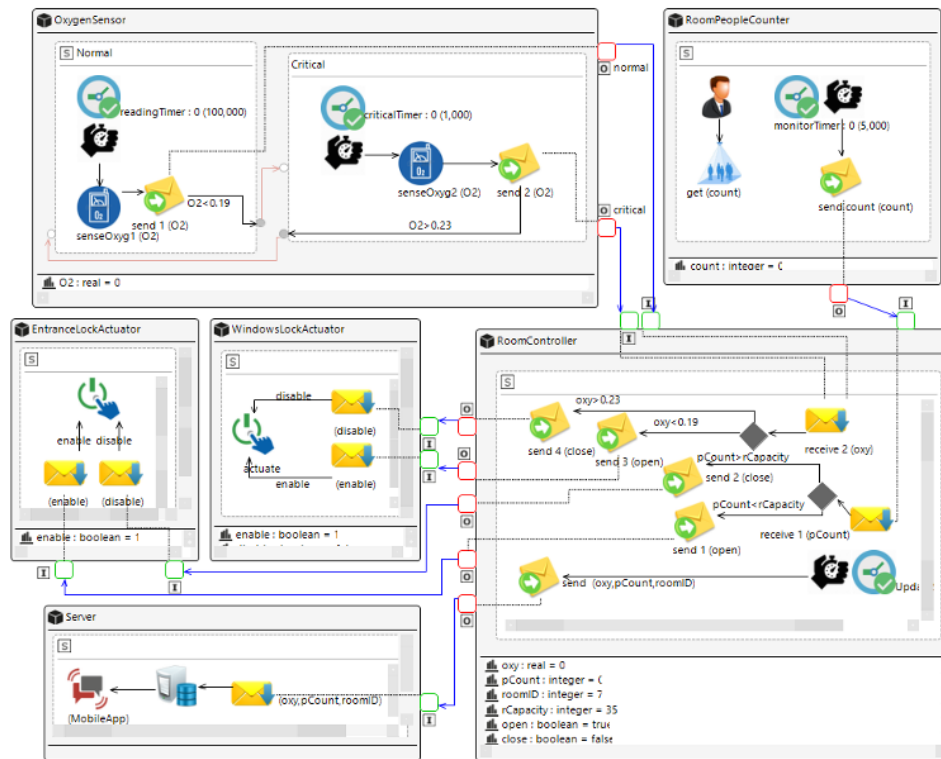 OxygenSensor
S Normal
readingTimer : 0 (100,000)
senseOxyg1 (O2)
send 1 (O2)
O2<0.19
Critical
criticalTimer : 0 (1,000)
senseOxyg2 (O2)
send 2 (O2)
O2>0.23
O normal
O critical
O2 : real = 0
RoomPeopleCounter
S
get (count)
monitorTimer : 0 (5,000)
send count (count)
count : integer = 0
O
I
I
I
EntranceLockActuator
S
enable
disable
(enable)
(disable)
enable : boolean = 1
I
I
WindowsLockActuator
S
disable
(disable)
actuate
enable
(enable)
enable : boolean = 1
I
I
O
O
O
O
O
RoomController
S
oxy>0.23
oxy<0.19
send 4 (close)
send 3 (open)
receive 2 (oxy)
pCount>rCapacity
send 2 (close)
pCount<rCapacity
send 1 (open)
receive 1 (pCount)
send (oxy,pCount,roomID)
oxy : real = 0
pCount : integer = 0
roomID : integer = 7
rCapacity : integer = 35
open : boolean = true
close : boolean = false
Server
S
(MobileApp)
(oxy,pCount,roomID)
I